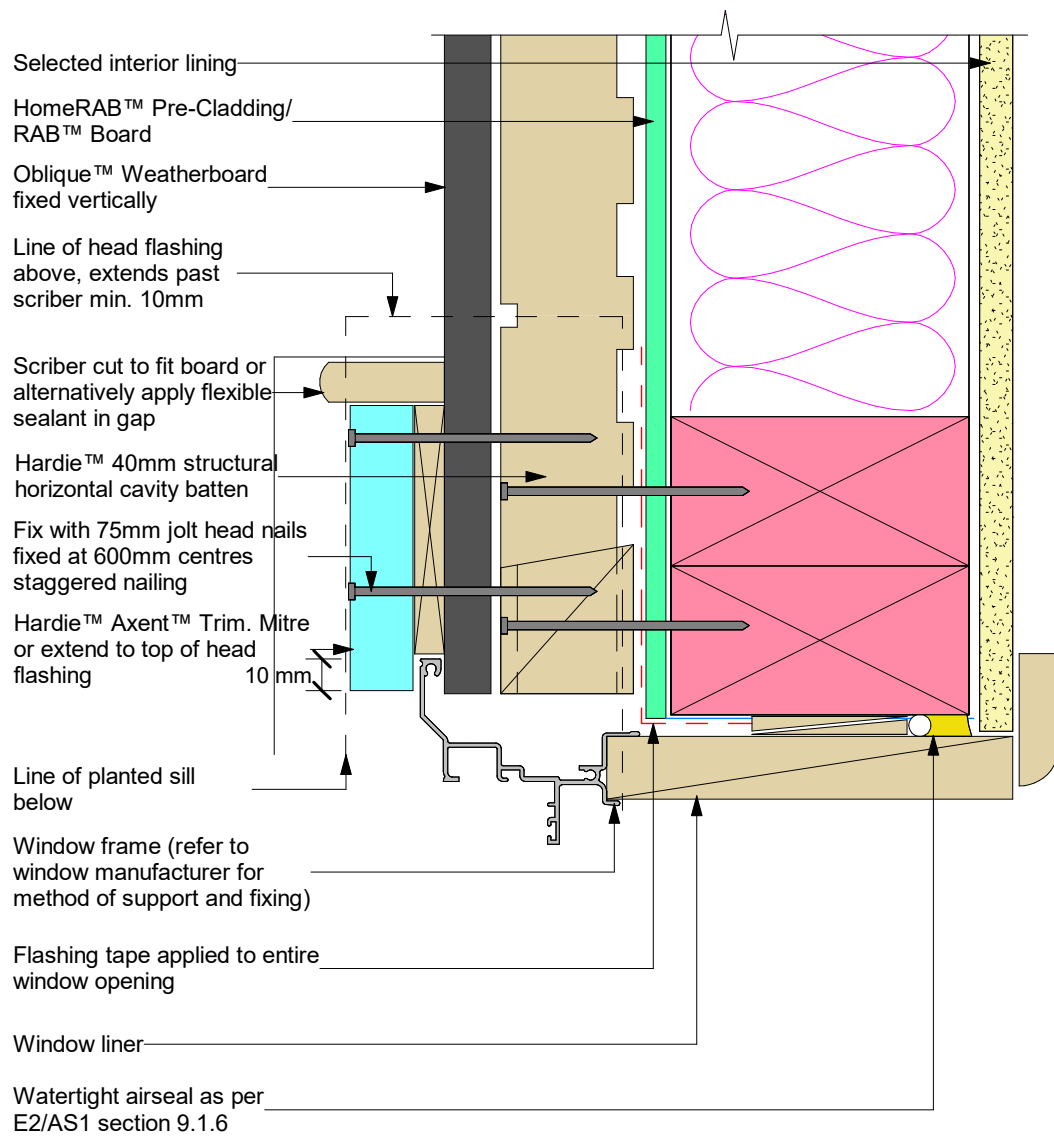 Selected interior lining
HomeRAB™ Pre-Cladding/
RAB™ Board
Oblique™ Weatherboard
fixed vertically
Line of head flashing
above, extends past
scriber min. 10mm
Scriber cut to fit board or
alternatively apply flexible
sealant in gap
Hardie™ 40mm structural
horizontal cavity batten
Fix with 75mm jolt head nails
fixed at 600mm centres
staggered nailing
Hardie™ Axent™ Trim. Mitre
or extend to top of head
flashing
10 mm
Line of planted sill
below
Window frame (refer to
window manufacturer for
method of support and fixing)
Flashing tape applied to entire
window opening
Window liner
Watertight airseal as per
E2/AS1 section 9.1.6